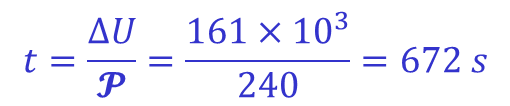 t = ΔU / 𝓟 = 161 × 10³ / 240 = 672 s